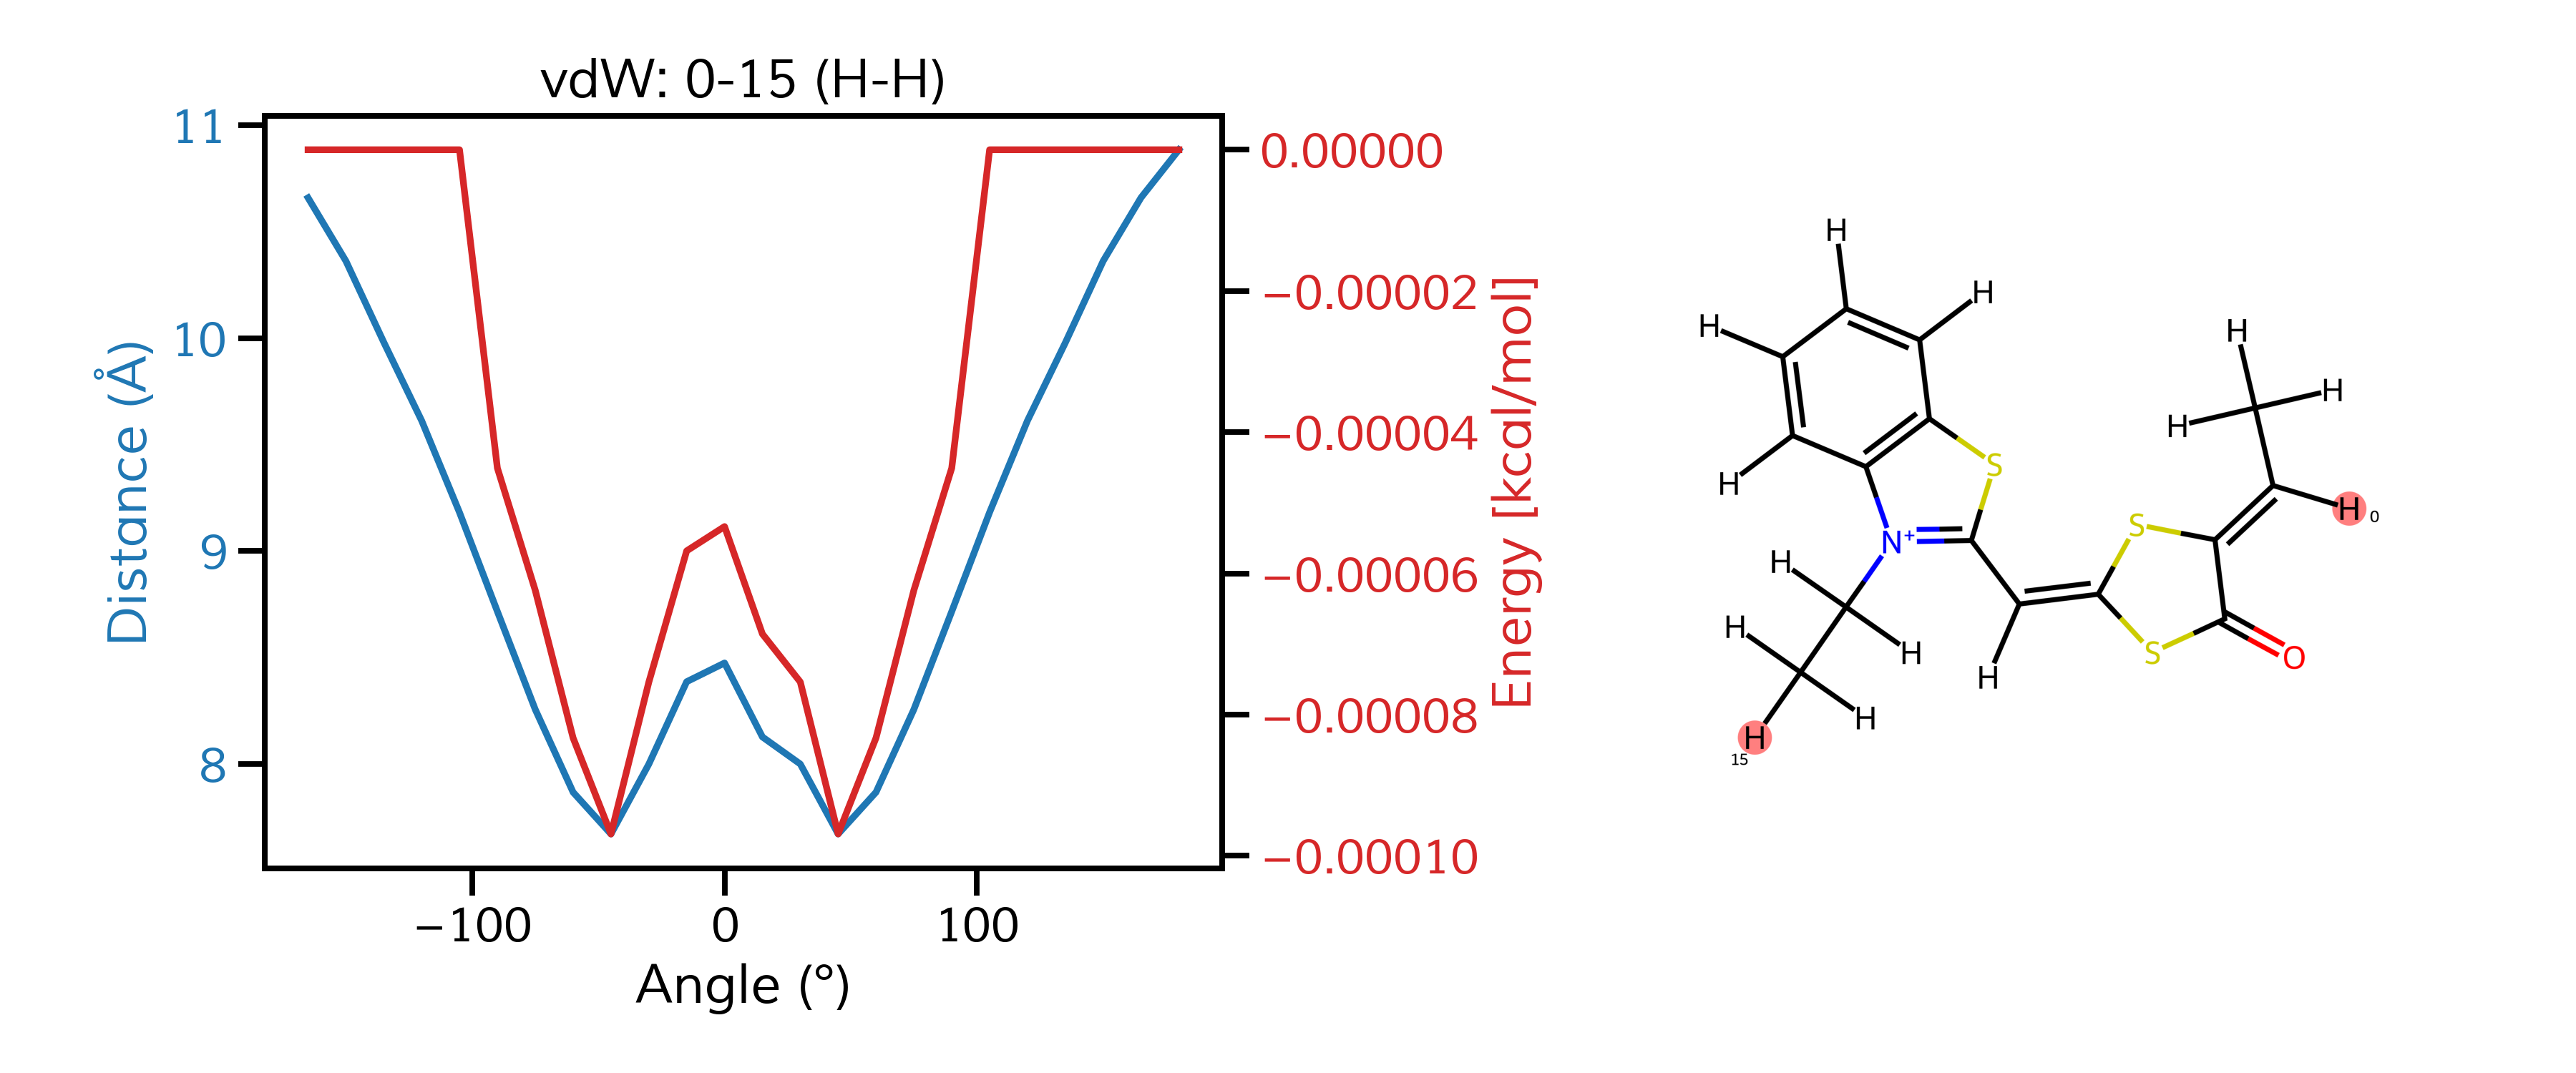 vdW: 0-15 (H-H)
11
10
9
8
Distance (Å)
0.00000
−0.00002
−0.00004
−0.00006
−0.00008
−0.00010
Energy [kcal/mol]
−100 0 100
Angle (°)
H
H
H
H
H
H
H
H
S
S
H 0
N⁺
H
H
H
S
O
H
H
H
15